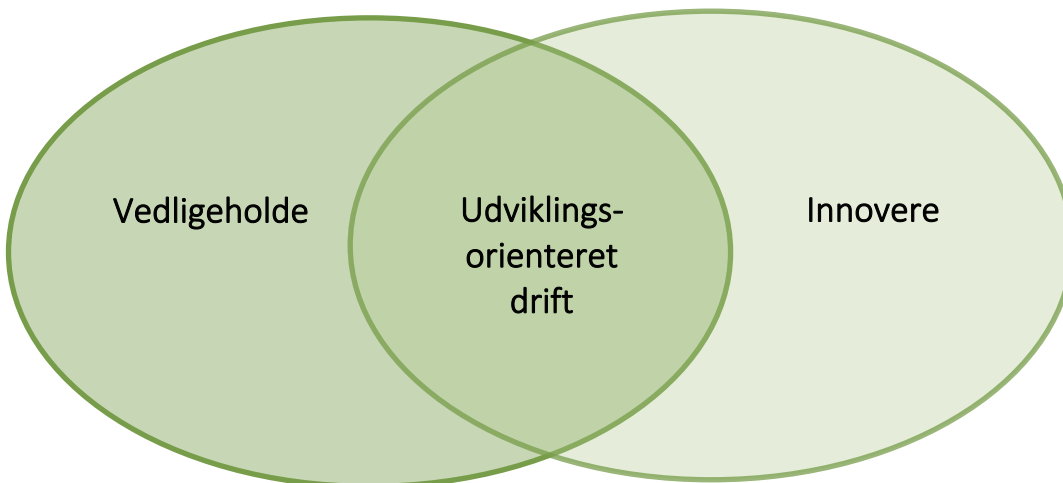 Vedligeholde
Udviklings-
orienteret
drift
Innovere